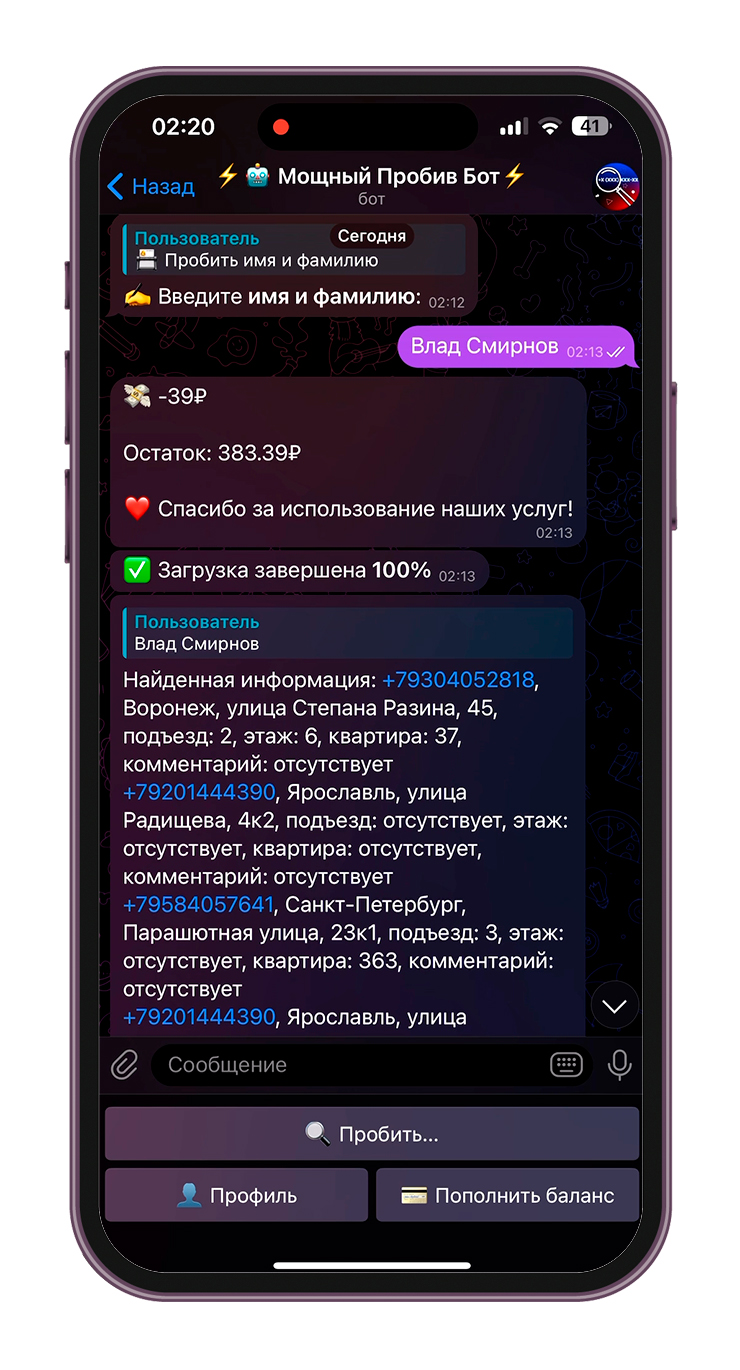 02:20
41
Назад
⚡🤖 Мощный Пробив Бот⚡
бот
Сегодня
Пользователь
📇 Пробить имя и фамилию
✍️ Введите имя и фамилию: 02:12
Влад Смирнов 02:13
💸 -39₽
Остаток: 383.39₽
❤️ Спасибо за использование наших услуг!
02:13
✅ Загрузка завершена 100% 02:13
Пользователь
Влад Смирнов
Найденная информация: +79304052818,
Воронеж, улица Степана Разина, 45,
подъезд: 2, этаж: 6, квартира: 37,
комментарий: отсутствует
+79201444390, Ярославль, улица
Радищева, 4к2, подъезд: отсутствует, этаж:
отсутствует, квартира: отсутствует,
комментарий: отсутствует
+79584057641, Санкт-Петербург,
Парашютная улица, 23к1, подъезд: 3, этаж:
отсутствует, квартира: 363, комментарий:
отсутствует
+79201444390, Ярославль, улица
Сообщение
🔍 Пробить...
👤 Профиль
💳 Пополнить баланс